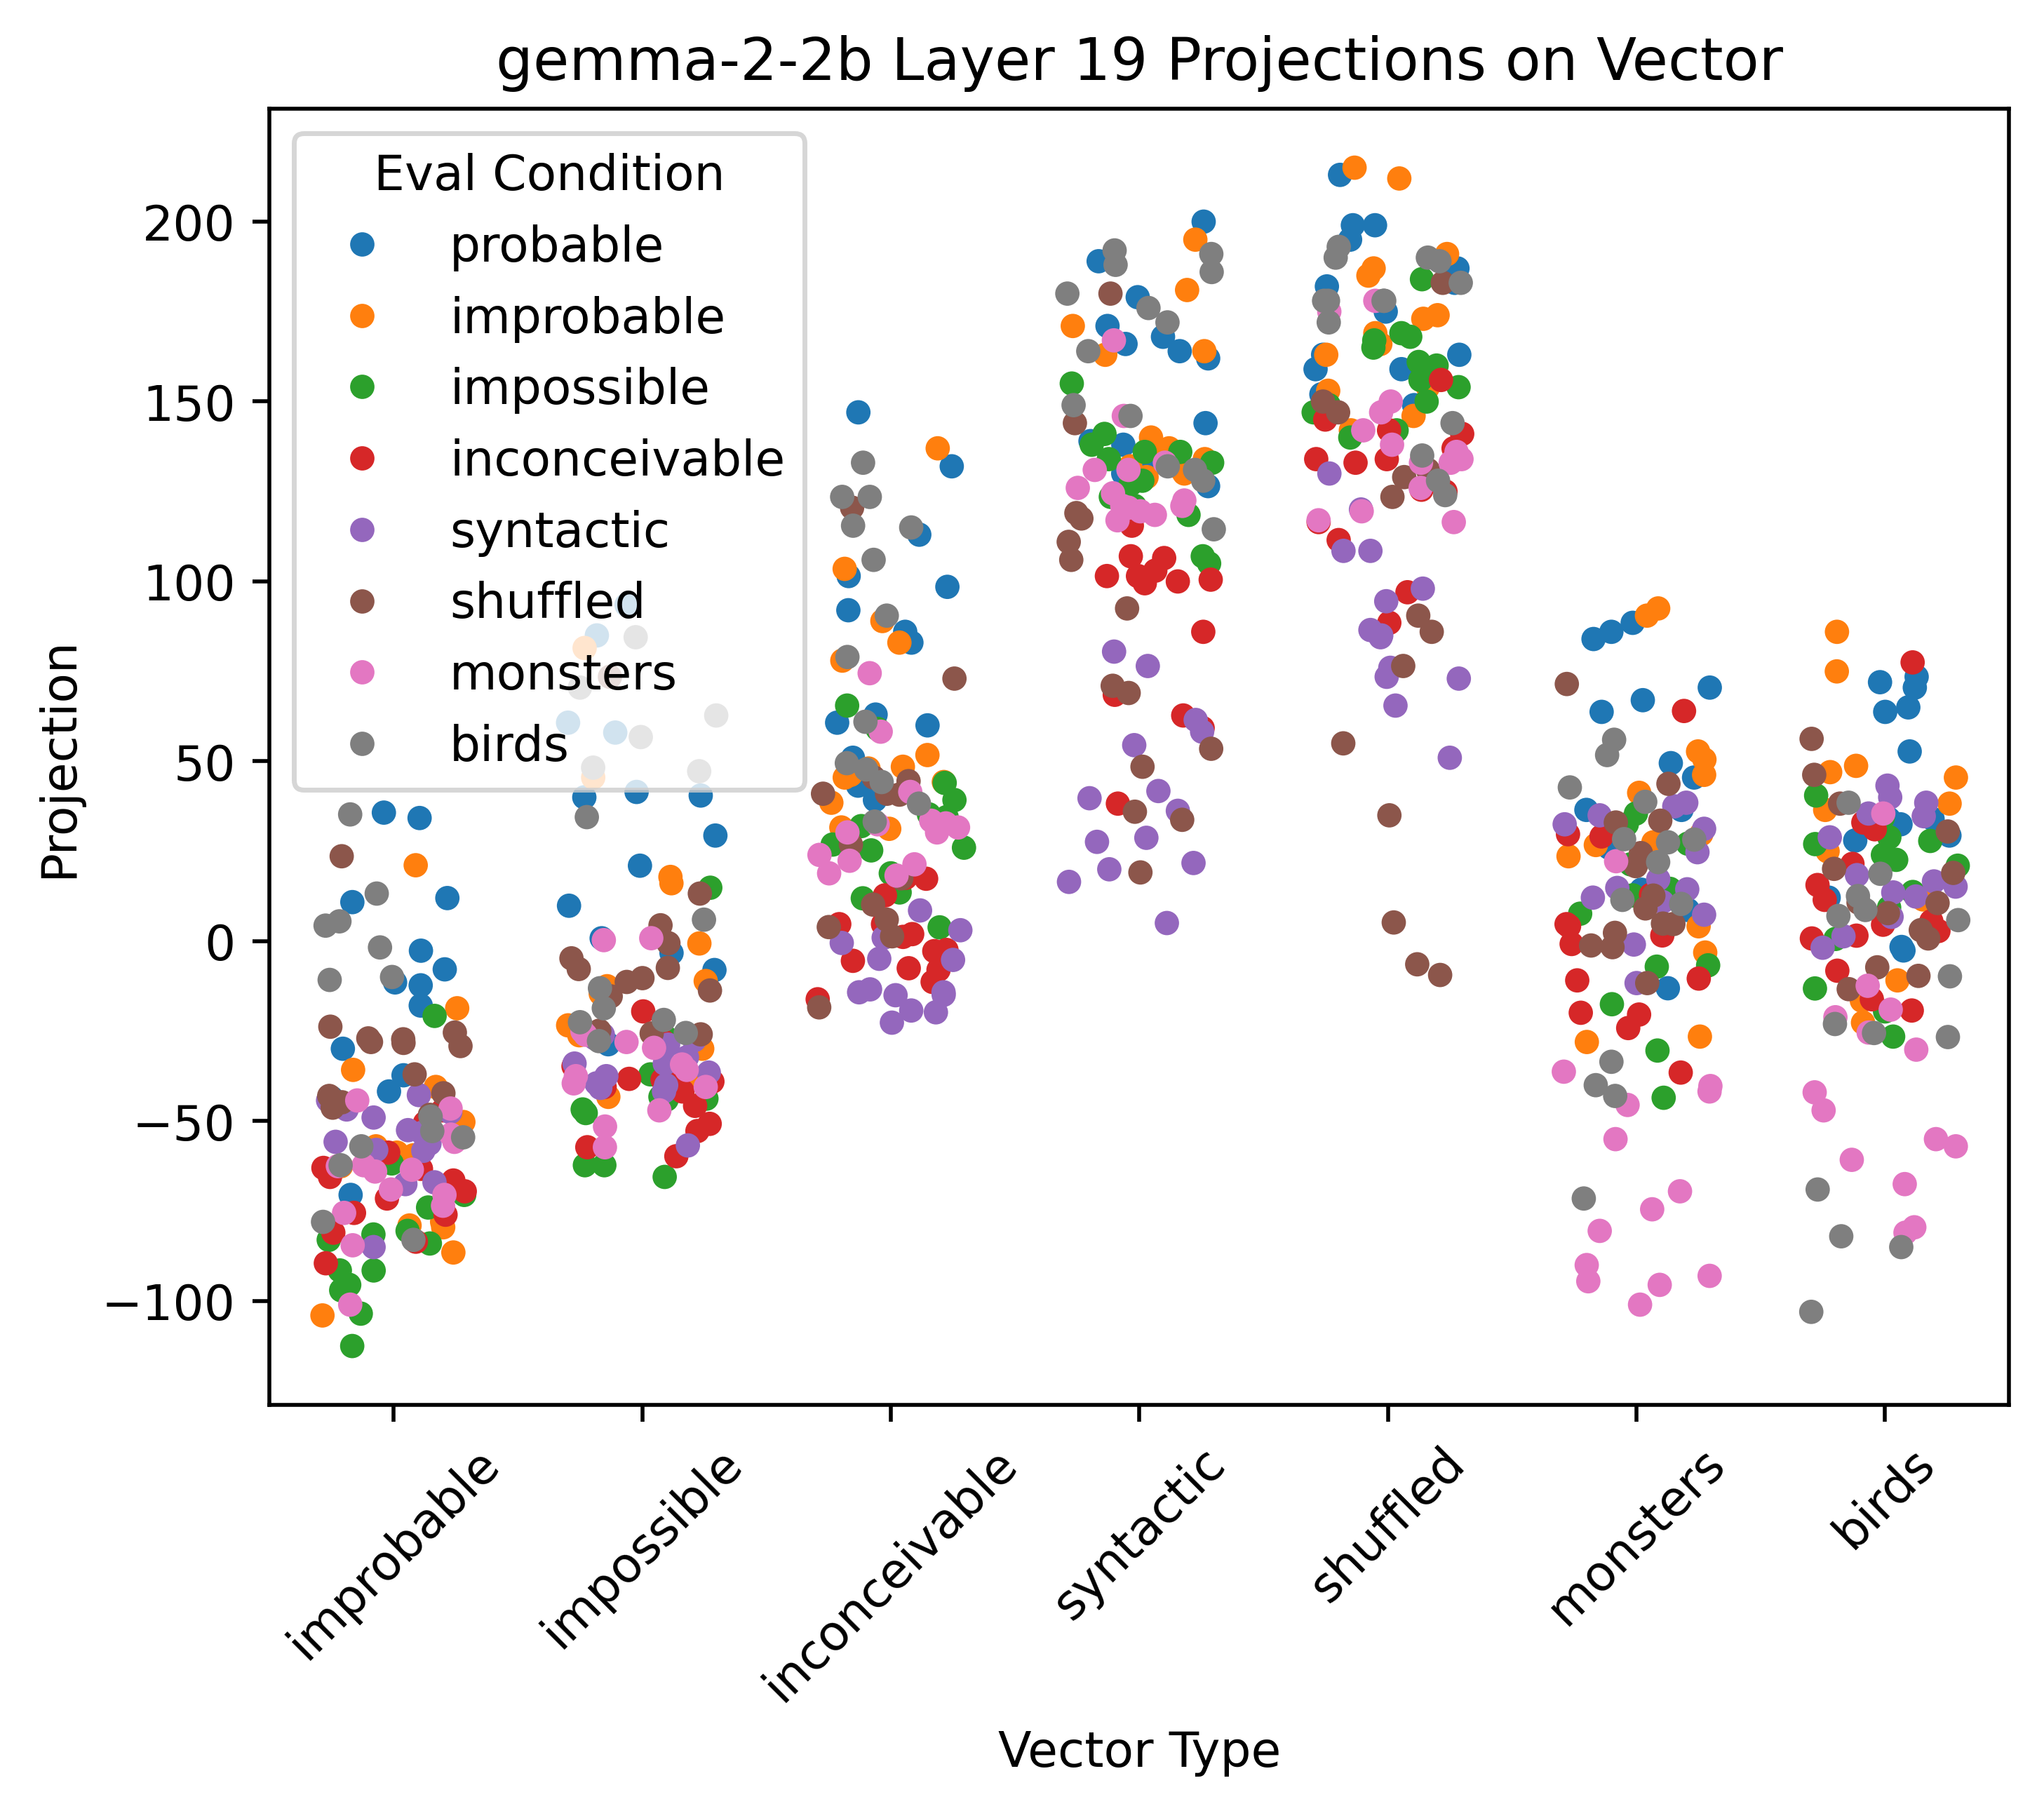 gemma-2-2b Layer 19 Projections on Vector
Eval Condition
probable
improbable
impossible
inconceivable
syntactic
shuffled
monsters
birds
Projection
200
150
100
50
0
−50
−100
improbable
impossible
inconceivable
syntactic
shuffled
monsters
birds
Vector Type